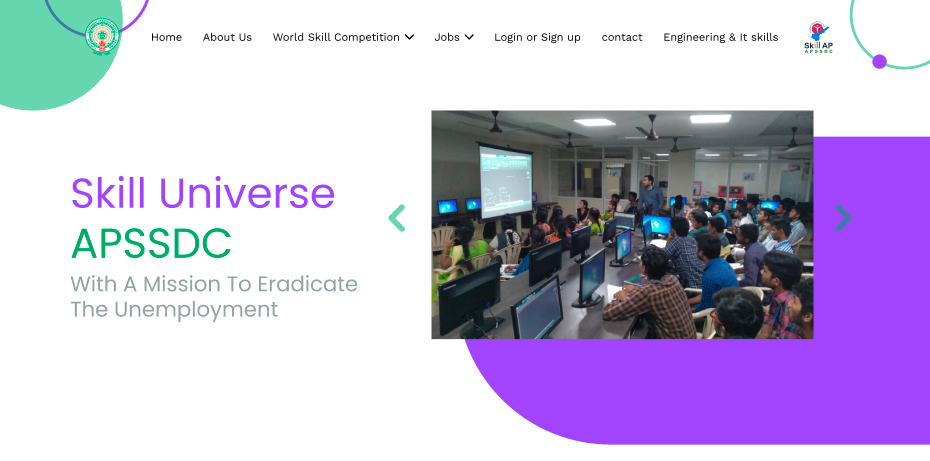 Home
About Us
World Skill Competition
Jobs
Login or Sign up
contact
Engineering & It skills
Skill AP
APSSDC
Skill Universe
APSSDC
With A Mission To Eradicate
The Unemployment